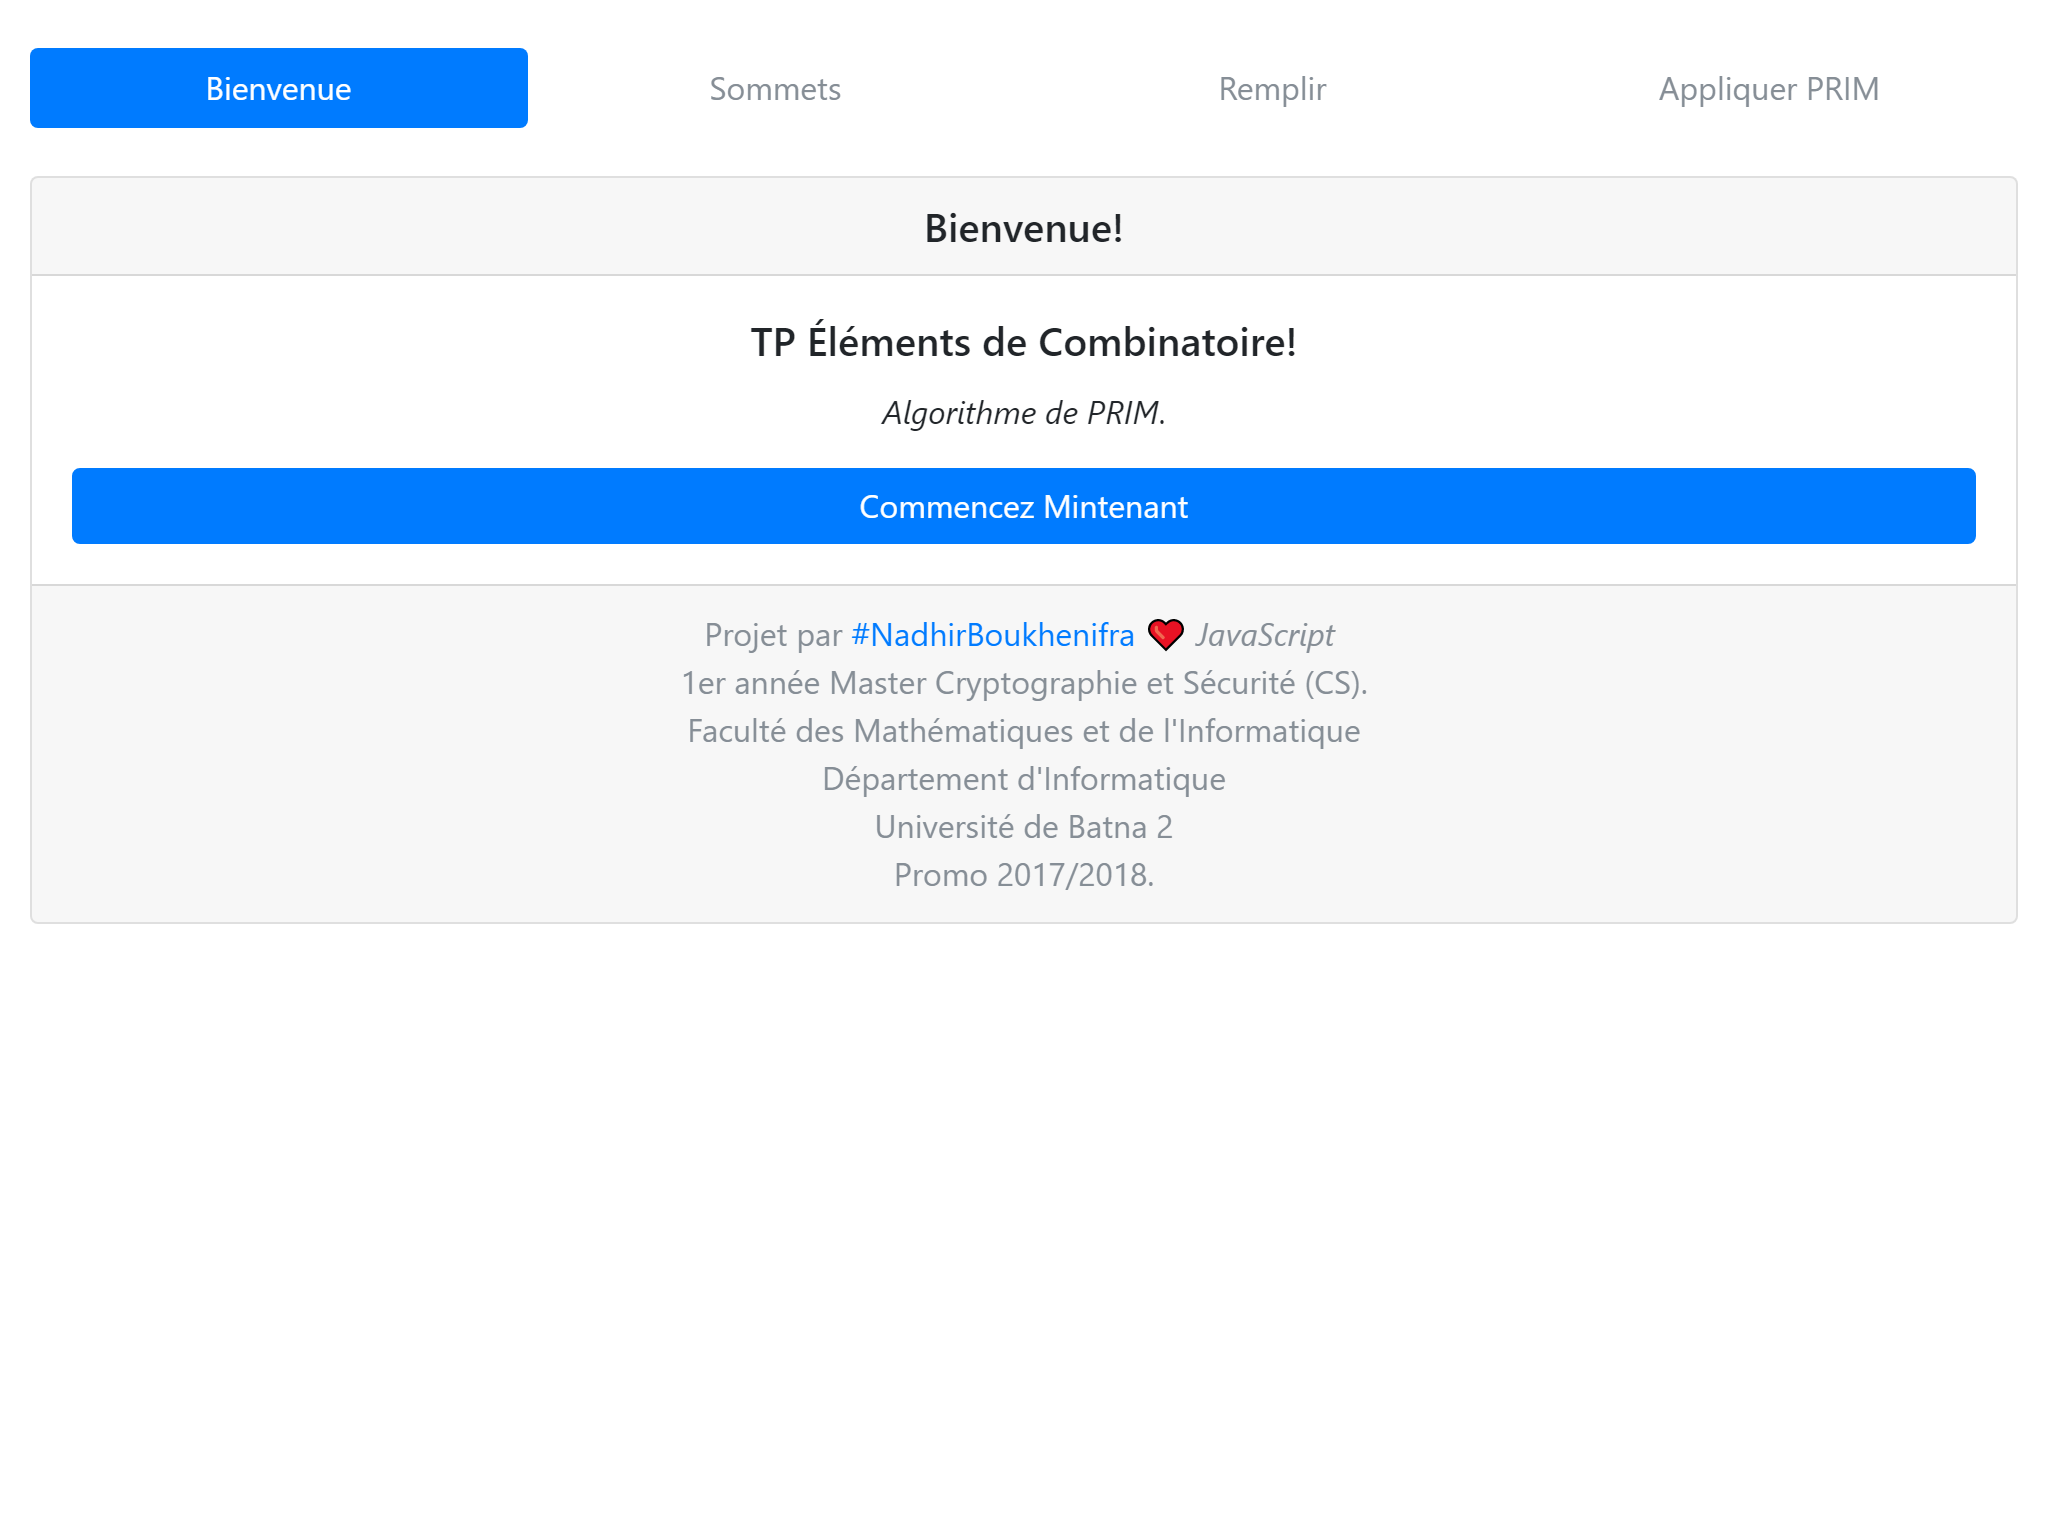 Bienvenue Sommets Remplir Appliquer PRIM
Bienvenue!
TP Éléments de Combinatoire!
Algorithme de PRIM.
Commencez Mintenant
Projet par #NadhirBoukhenifra ❤ JavaScript
1er année Master Cryptographie et Sécurité (CS).
Faculté des Mathématiques et de l'Informatique
Département d'Informatique
Université de Batna 2
Promo 2017/2018.